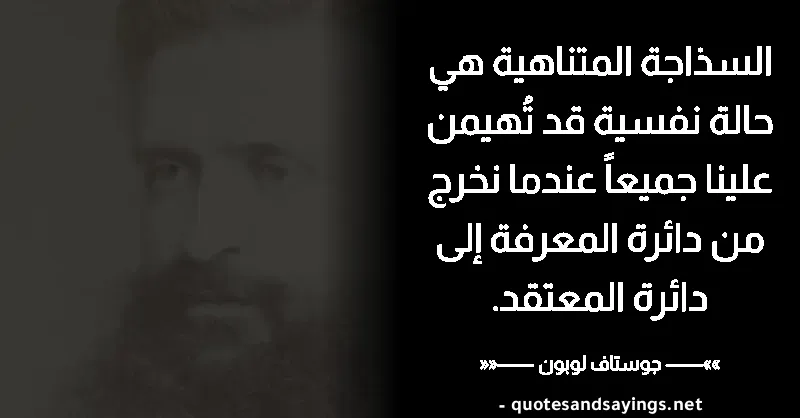 السذاجة المتناهية هي
حالة نفسية قد تُهيمن
علينا جميعاً عندما نخرج
من دائرة المعرفة إلى
دائرة المعتقد.
»»—— جوستاف لوبون ——««
- quotesandsayings.net